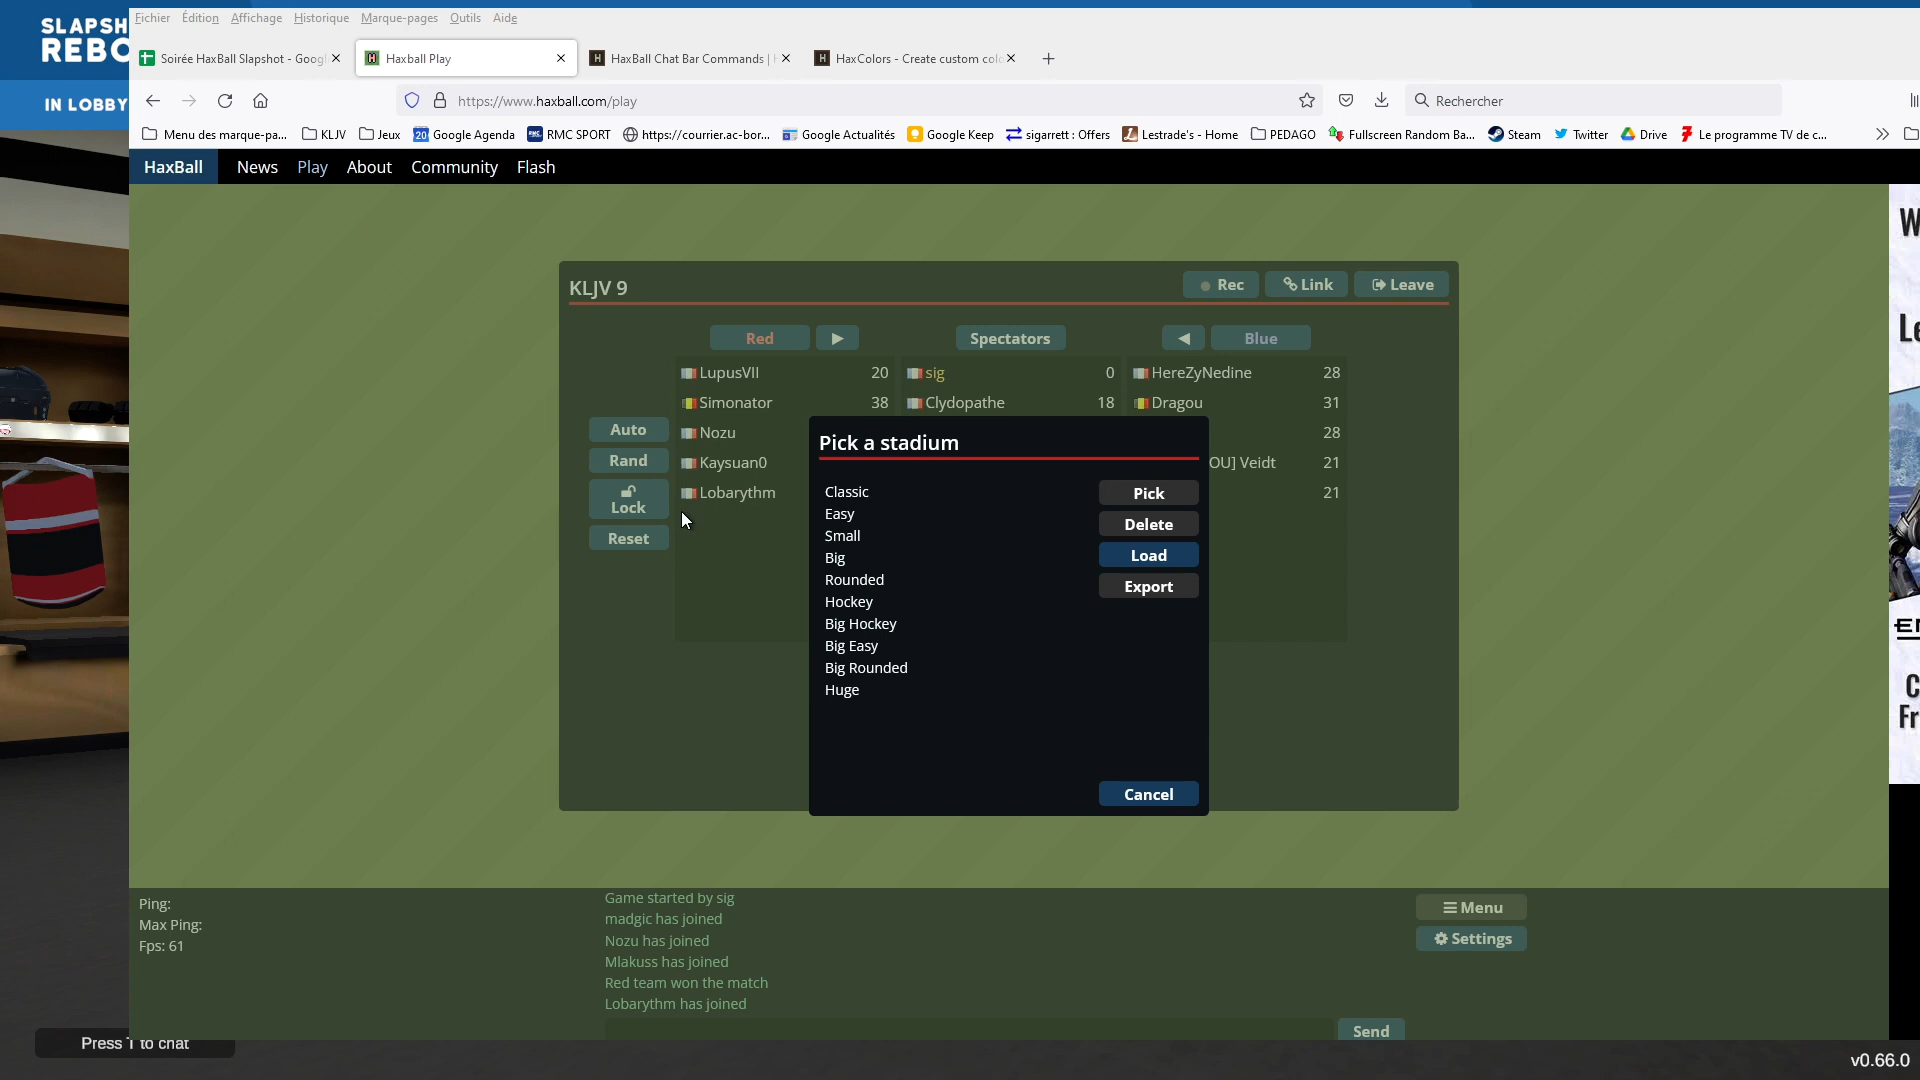 SLAPSH
REBO
IN LOBBY
Fichier Édition Affichage Historique Marque-pages Outils Aide
Soirée HaxBall Slapshot - Goog
Haxball Play
HaxBall Chat Bar Commands | H
HaxColors - Create custom colo
https://www.haxball.com/play
Rechercher
Menu des marque-pa... KLJV Jeux Google Agenda RMC SPORT https://courrier.ac-bor... Google Actualités Google Keep sigarrett : Offers Lestrade's - Home PEDAGO Fullscreen Random Ba... Steam Twitter Drive Le programme TV de c...
HaxBall News Play About Community Flash
KLJV 9
Rec Link Leave
Red Spectators Blue
LupusVII 20 sig 0 HereZyNedine 28
Simonator 38 Clydopathe 18 Dragou 31
Auto
Nozu 28
Rand
Kaysuan0 OU] Veidt 21
Lobarythm 21
Lock
Reset
Pick a stadium
Classic
Easy
Small
Big
Rounded
Hockey
Big Hockey
Big Easy
Big Rounded
Huge
Pick
Delete
Load
Export
Cancel
Ping:
Max Ping:
Fps: 61
Game started by sig
madgic has joined
Nozu has joined
Mlakuss has joined
Red team won the match
Lobarythm has joined
Send
Menu
Settings
W
Le
EN
C
Fr
Press T to chat
v0.66.0